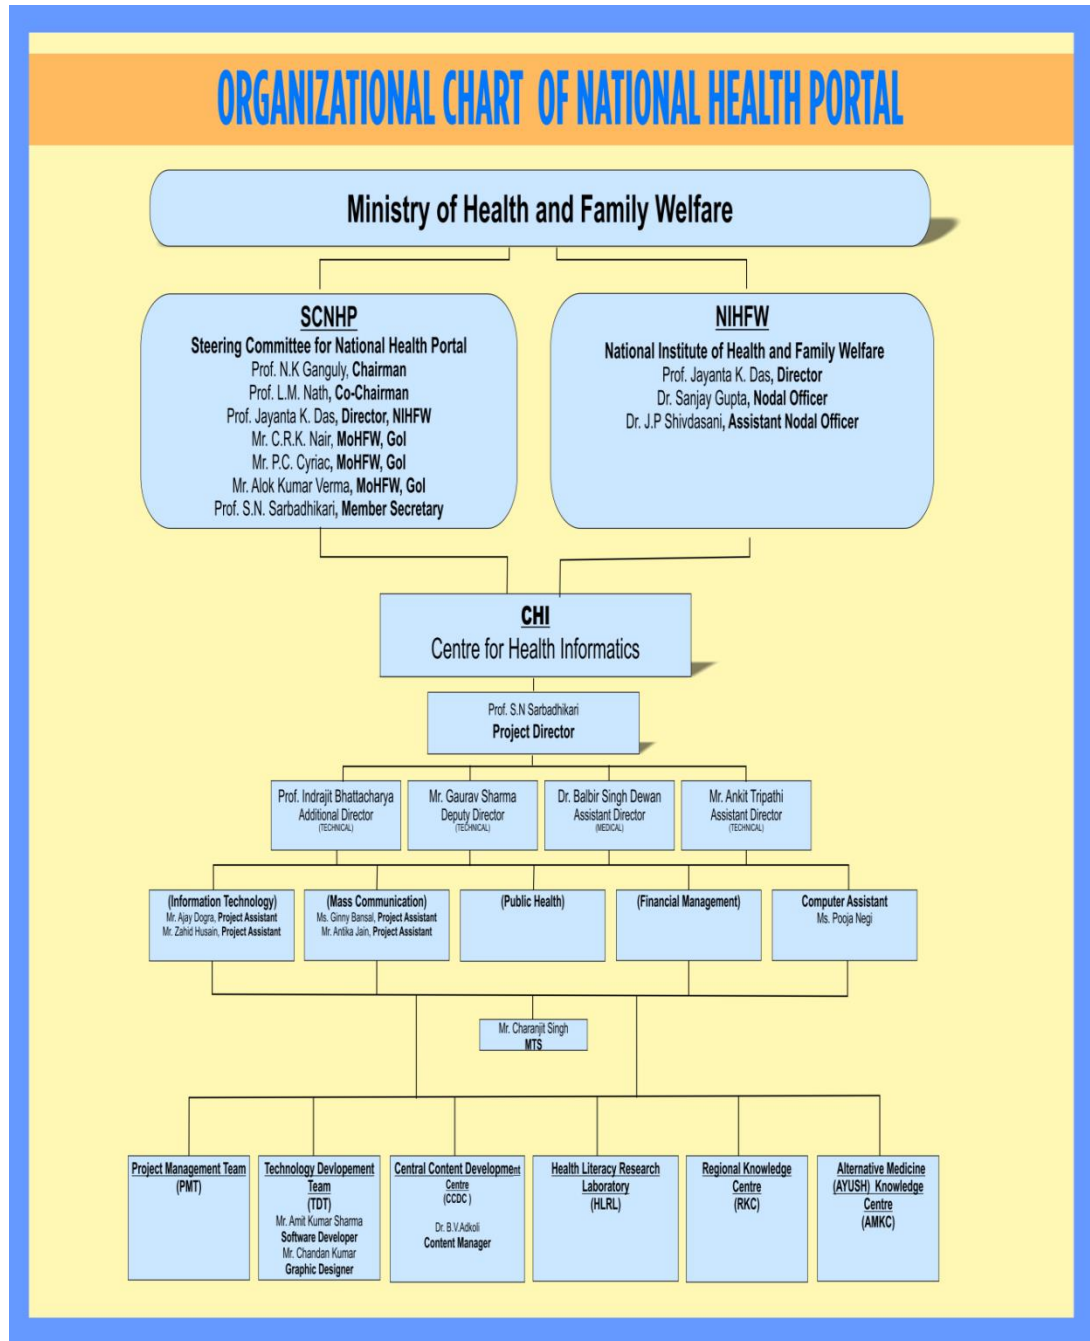 ORGANIZATIONAL CHART OF NATIONAL HEALTH PORTAL
Ministry of Health and Family Welfare
SCNHP
Steering Committee for National Health Portal
Prof. N.K Ganguly, Chairman
Prof. L.M. Nath, Co-Chairman
Prof. Jayanta K. Das, Director, NIHFW
Mr. C.R.K. Nair, MoHFW, GoI
Mr. P.C. Cyriac, MoHFW, GoI
Mr. Alok Kumar Verma, MoHFW, GoI
Prof. S.N. Sarbadhikari, Member Secretary
NIHFW
National Institute of Health and Family Welfare
Prof. Jayanta K. Das, Director
Dr. Sanjay Gupta, Nodal Officer
Dr. J.P Shivdasani, Assistant Nodal Officer
CHI
Centre for Health Informatics
Prof. S.N Sarbadhikari
Project Director
Prof. Indrajit Bhattacharya
Additional Director
(TECHNICAL)
Mr. Gaurav Sharma
Deputy Director
(TECHNICAL)
Dr. Balbir Singh Dewan
Assistant Director
(MEDICAL)
Mr. Ankit Tripathi
Assistant Director
(TECHNICAL)
(Information Technology)
Mr. Ajay Dogra, Project Assistant
Mr. Zahid Husain, Project Assistant
(Mass Communication)
Ms. Ginny Bansal, Project Assistant
Mr. Antika Jain, Project Assistant
(Public Health)
(Financial Management)
Computer Assistant
Ms. Pooja Negi
Mr. Charanjit Singh
MTS
Project Management Team
(PMT)
Technology Devlopement
Team
(TDT)
Mr. Amit Kumar Sharma
Software Developer
Mr. Chandan Kumar
Graphic Designer
Central Content Development
Centre
(CCDC )
Dr. B.V.Adkoli
Content Manager
Health Literacy Research
Laboratory
(HLRL)
Regional Knowledge
Centre
(RKC)
Alternative Medicine
(AYUSH) Knowledge
Centre
(AMKC)